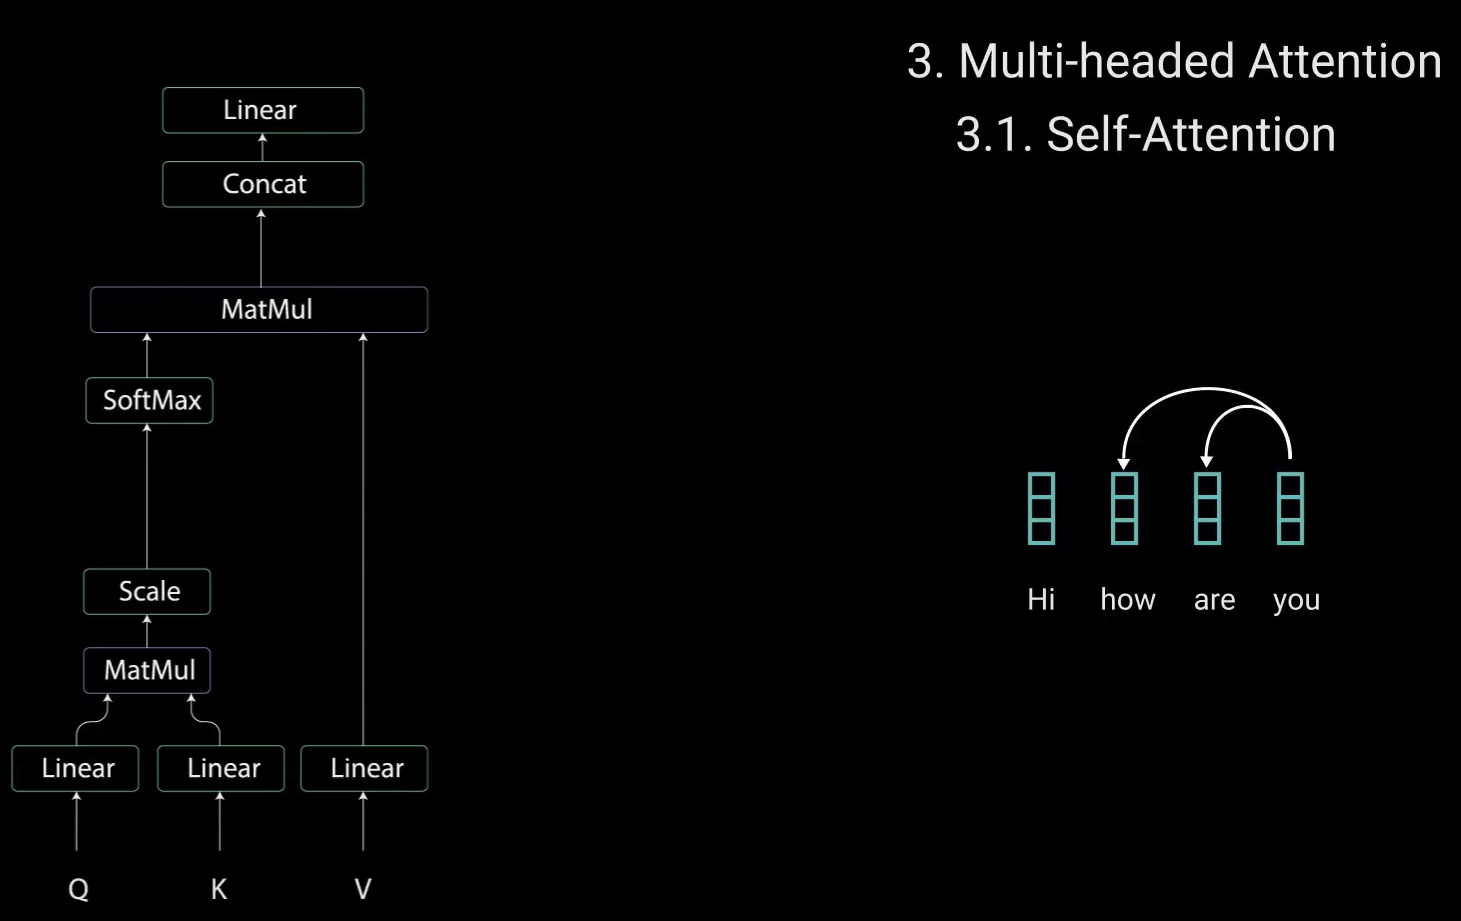 3. Multi-headed Attention
3.1. Self-Attention
Linear
Concat
MatMul
SoftMax
Scale
MatMul
Linear Linear Linear
Q K V
Hi how are you